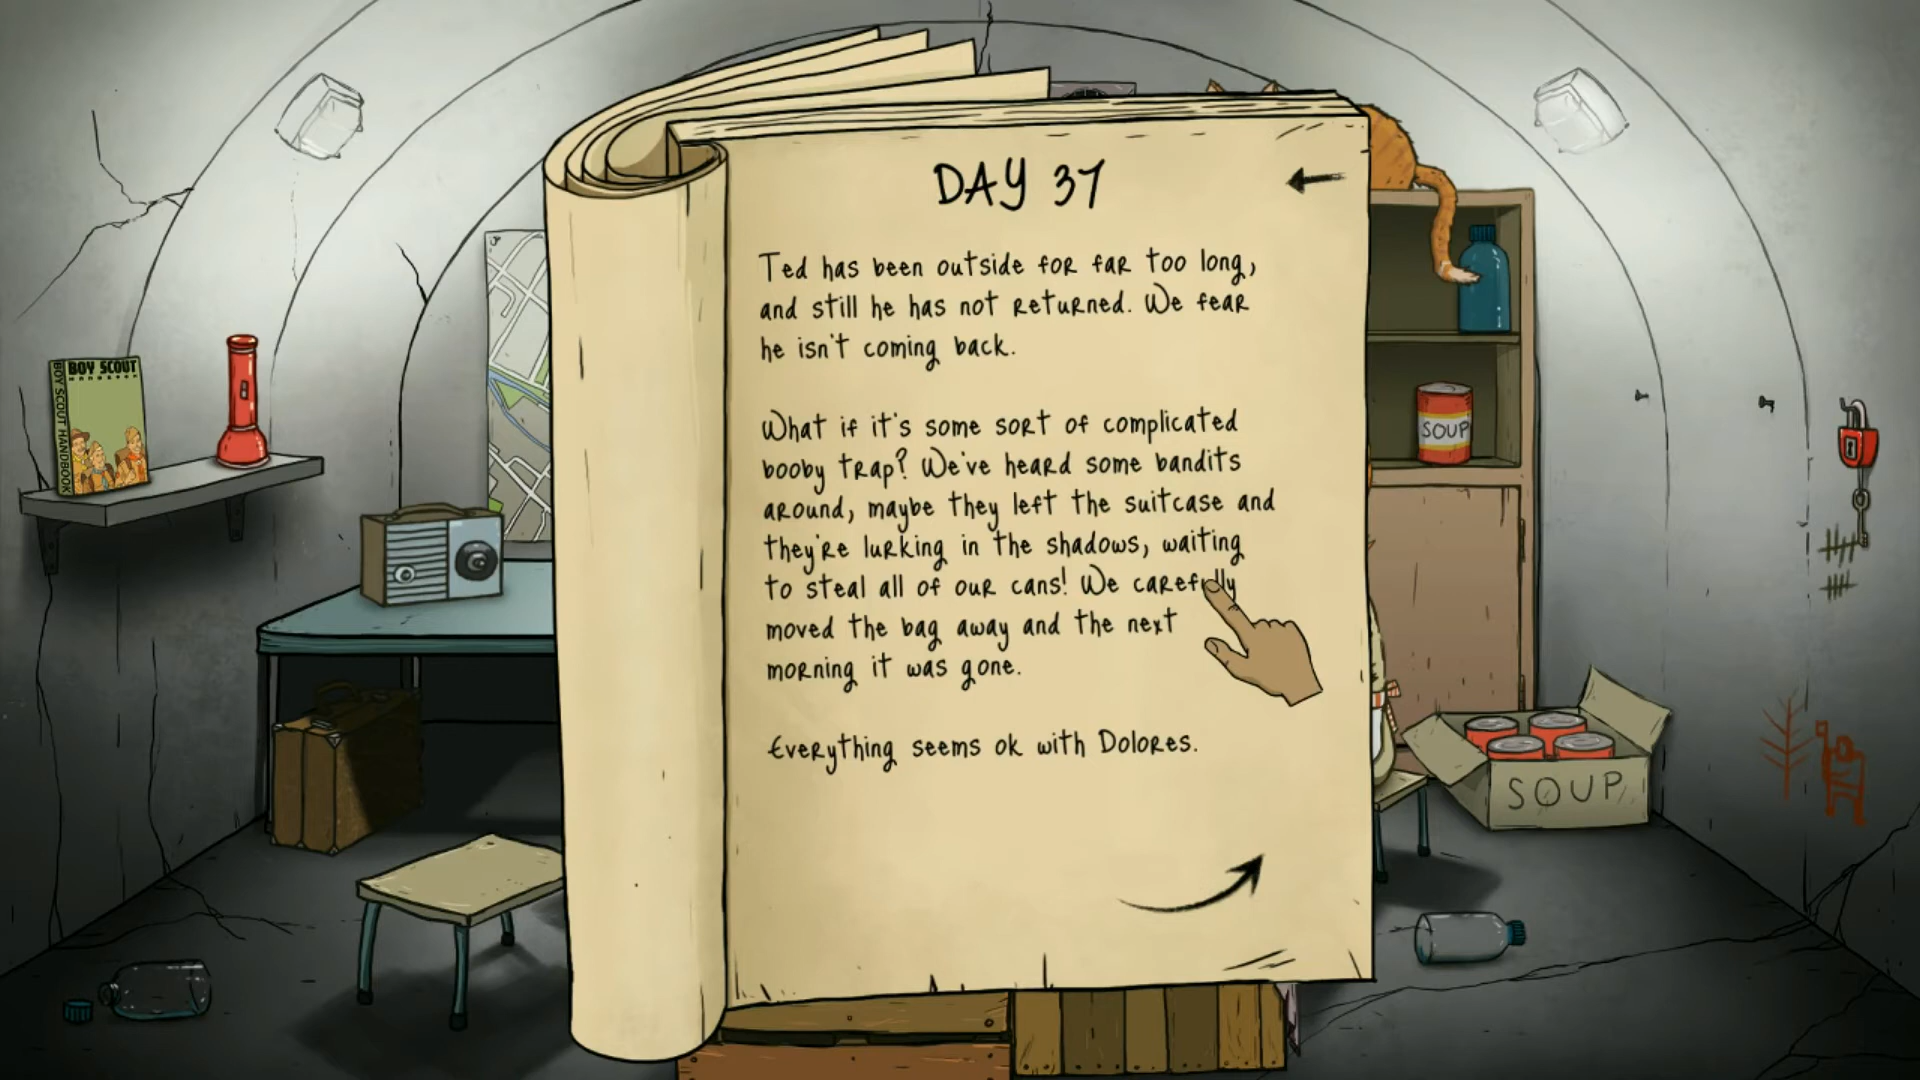 DAY 37
Ted has been outside for far too long,
and still he has not returned. We fear
he isn't coming back.
What if it's some sort of complicated
booby trap? We've heard some bandits
around, maybe they left the suitcase and
they're lurking in the shadows, waiting
to steal all of our cans! We carefully
moved the bag away and the next
morning it was gone.
Everything seems ok with Dolores.
BOY SCOUT
HANDBOOK
BOY SCOUT HANDBOOK
SOUP
SOUP